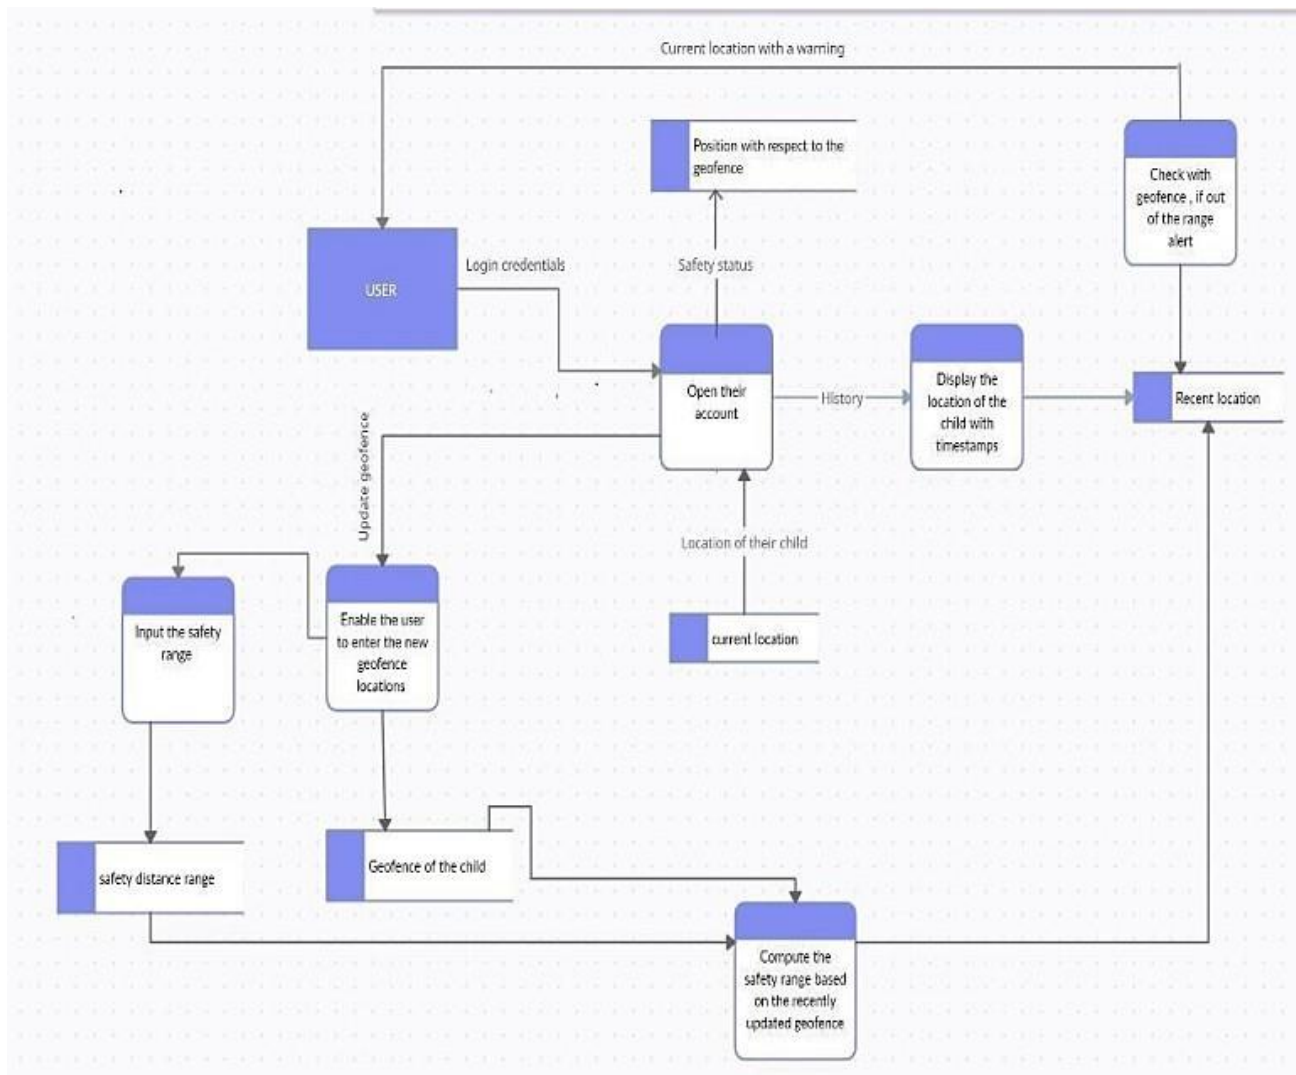 Current location with a warning
Position with respect to the
geofence
Check with
geofence , if out
of the range
alert
Login credentials
Safety status
USER
Open their
account
History
Display the
location of the
child with
timestamps
Recent location
Update geofence
Location of their child
Input the safety
range
Enable the user
to enter the new
geofence
locations
current location
safety distance range
Geofence of the child
Compute the
safety range based
on the recently
updated geofence